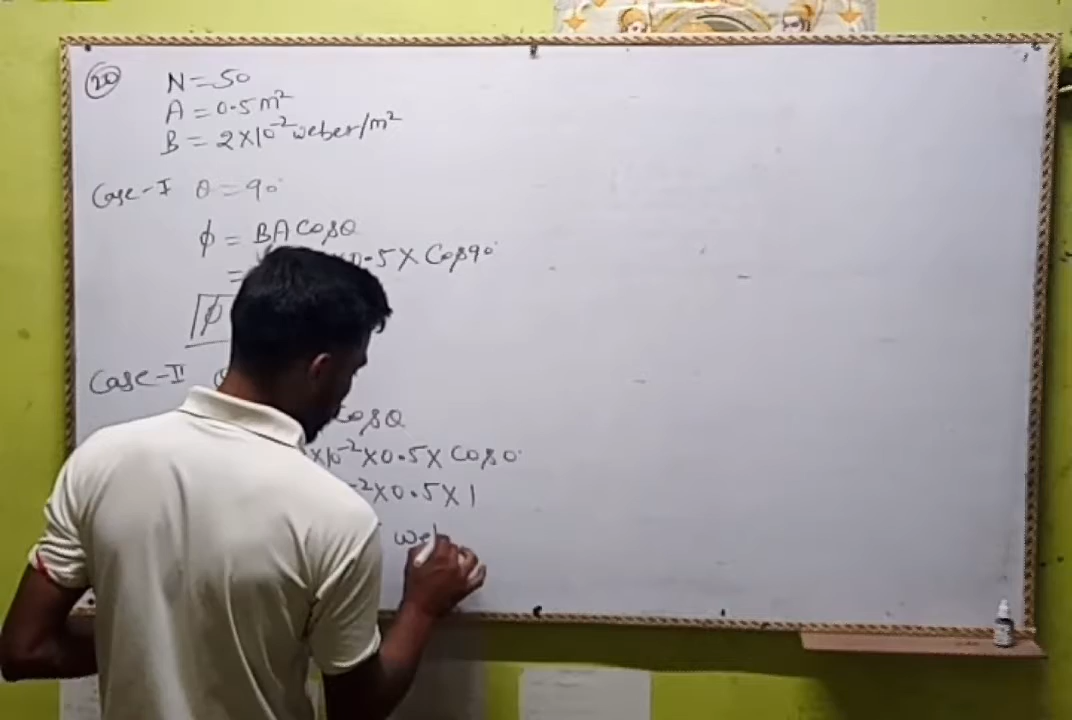 20
N = 50
A = 0.5 m²
B = 2×10⁻² weber/m²
Case-I θ = 90°
ϕ = BA Cosθ
= 0.5 × Cos90°
ϕ
Case-II
Cosθ
×10⁻² × 0.5 × Cos0°
⁻² × 0.5 × 1